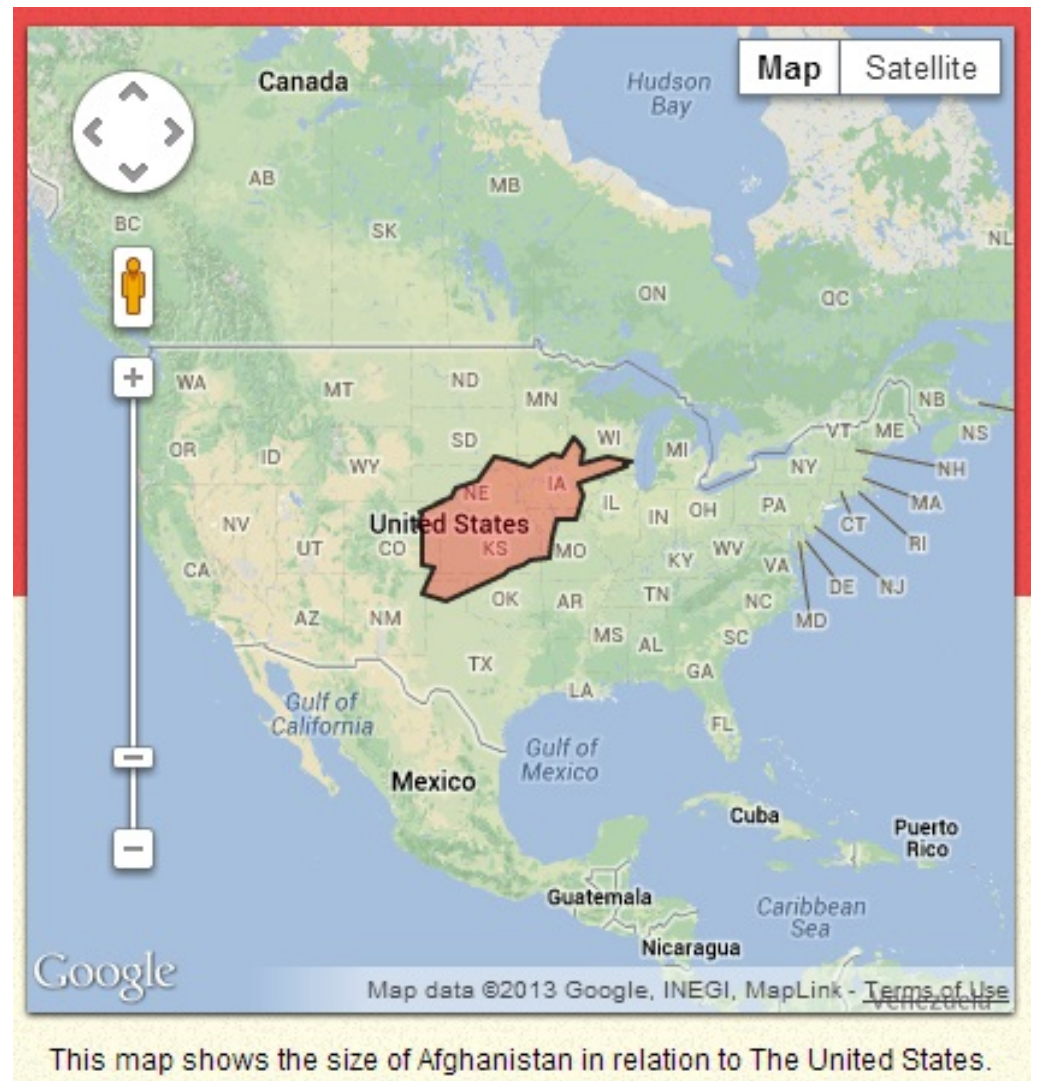 Canada
Hudson
Bay
Map Satellite
AB
MB
BC
SK
NL
ON
QC
WA
MT
ND
MN
NB
OR
ID
WY
SD
WI
MI
VT
ME
NS
NY
NH
NE
IA
IL
IN
OH
PA
MA
NV
UT
CO
United States
KS
MO
KY
WV
VA
CT
RI
CA
AZ
NM
OK
AR
TN
NC
DE
NJ
MD
TX
MS
AL
SC
GA
LA
FL
Gulf of
California
Gulf of
Mexico
Mexico
Cuba
Puerto
Rico
Guatemala
Caribbean
Sea
Nicaragua
Venezuela
Google
Map data ©2013 Google, INEGI, MapLink - Terms of Use
This map shows the size of Afghanistan in relation to The United States.